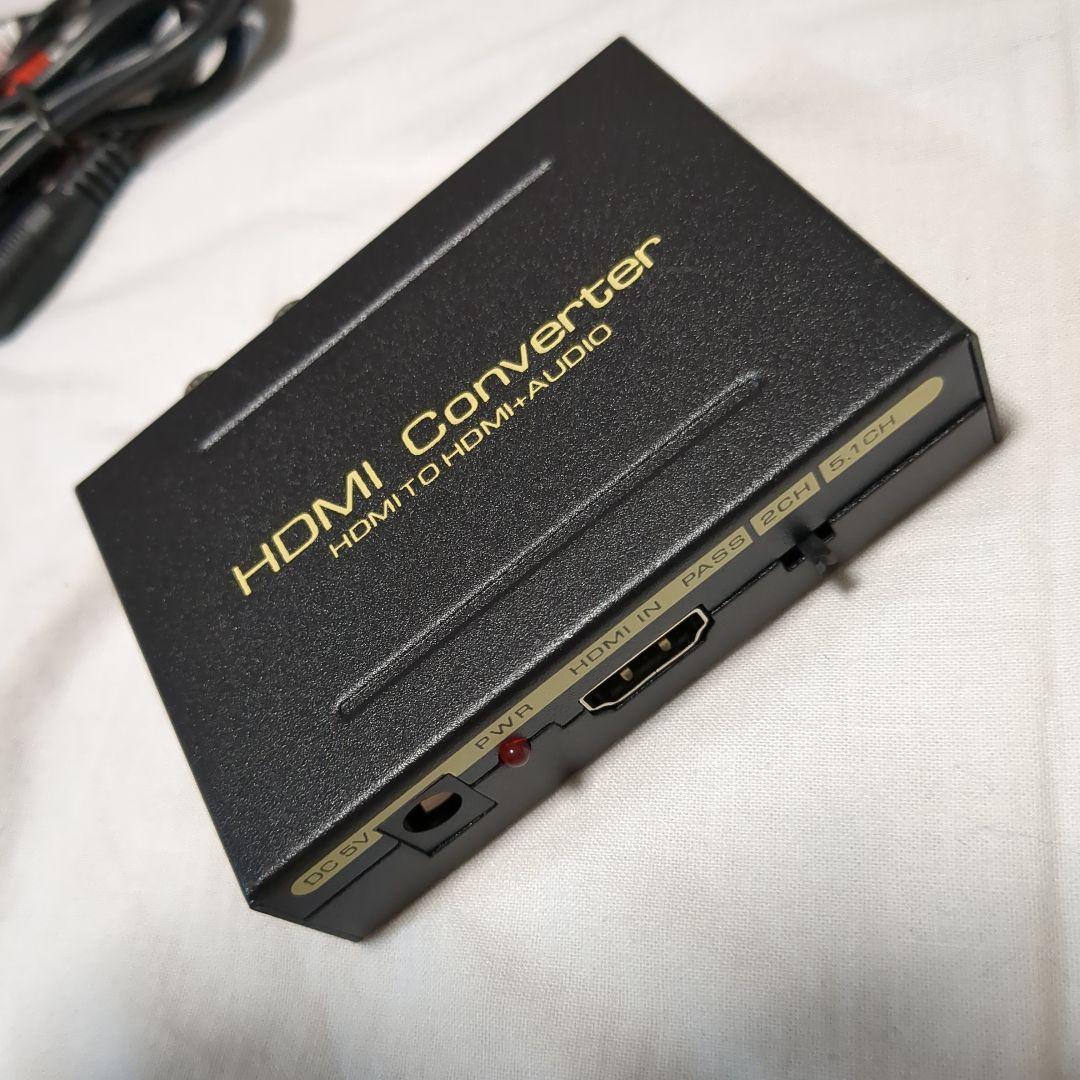 HDMI Converter
HDMI TO HDMI+AUDIO
DC 5V PWR HDMI IN PASS 2CH 5.1CH